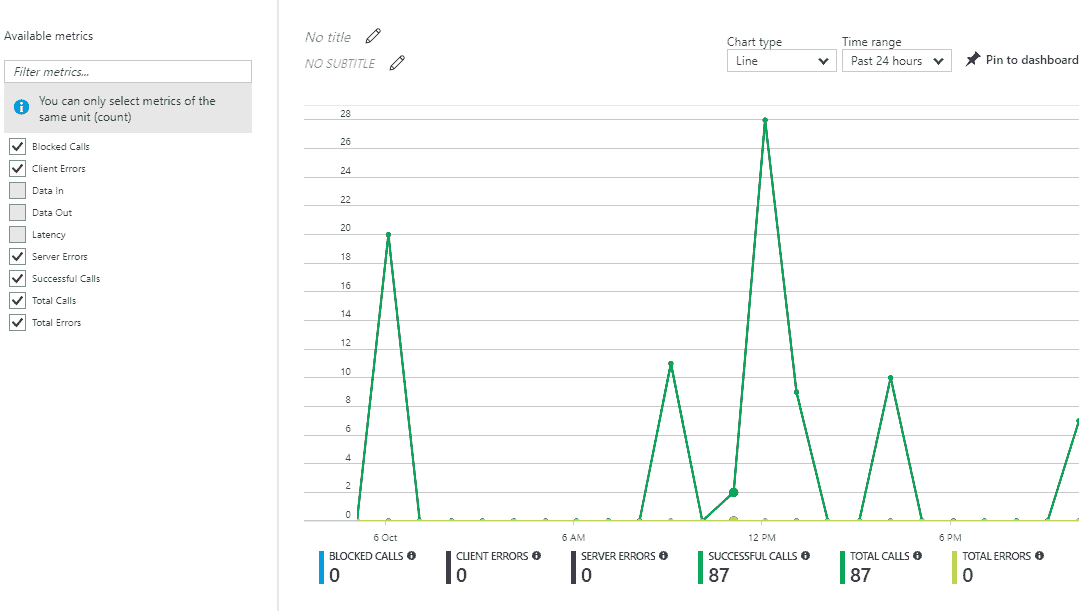 Available metrics
Filter metrics...
You can only select metrics of the
same unit (count)
Blocked Calls
Client Errors
Data In
Data Out
Latency
Server Errors
Successful Calls
Total Calls
Total Errors
No title
NO SUBTITLE
Chart type
Line
Time range
Past 24 hours
Pin to dashboard
28
26
24
22
20
18
16
14
12
10
8
6
4
2
0
6 Oct 6 AM 12 PM 6 PM
BLOCKED CALLS CLIENT ERRORS SERVER ERRORS SUCCESSFUL CALLS TOTAL CALLS TOTAL ERRORS
0 0 0 87 87 0